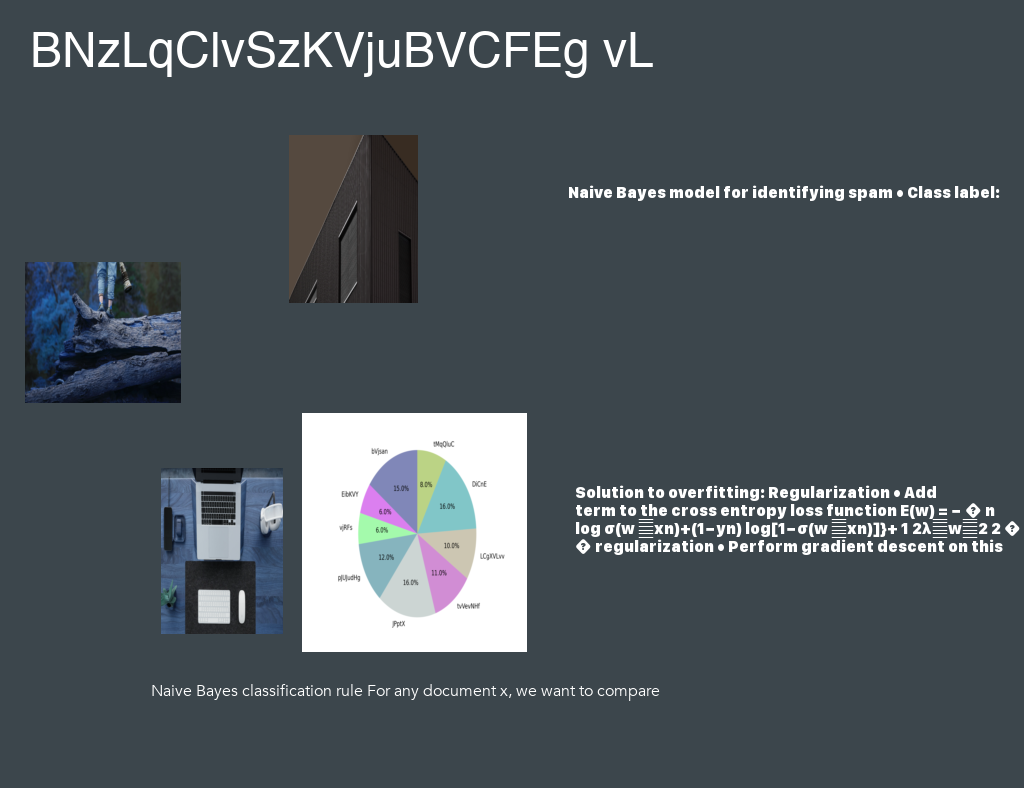 BNzLqClvSzKVjuBVCFEg vL
Naive Bayes model for identifying spam • Class label:
tMqOluC
bVjsan
DiCnE
8.0%
15.0%
EibKVY
16.0%
6.0%
vjRFs
6.0%
10.0%
LCgXVLvv
12.0%
11.0%
pJUJudHg
16.0%
tvVevNHf
JPptX
Solution to overfitting: Regularization • Add
term to the cross entropy loss function E(w) = − � n
log σ(w xn)+(1−yn) log[1−σ(w xn)]}+ 1 2λ w 2 2 �
� regularization • Perform gradient descent on this
Naive Bayes classification rule For any document x, we want to compare